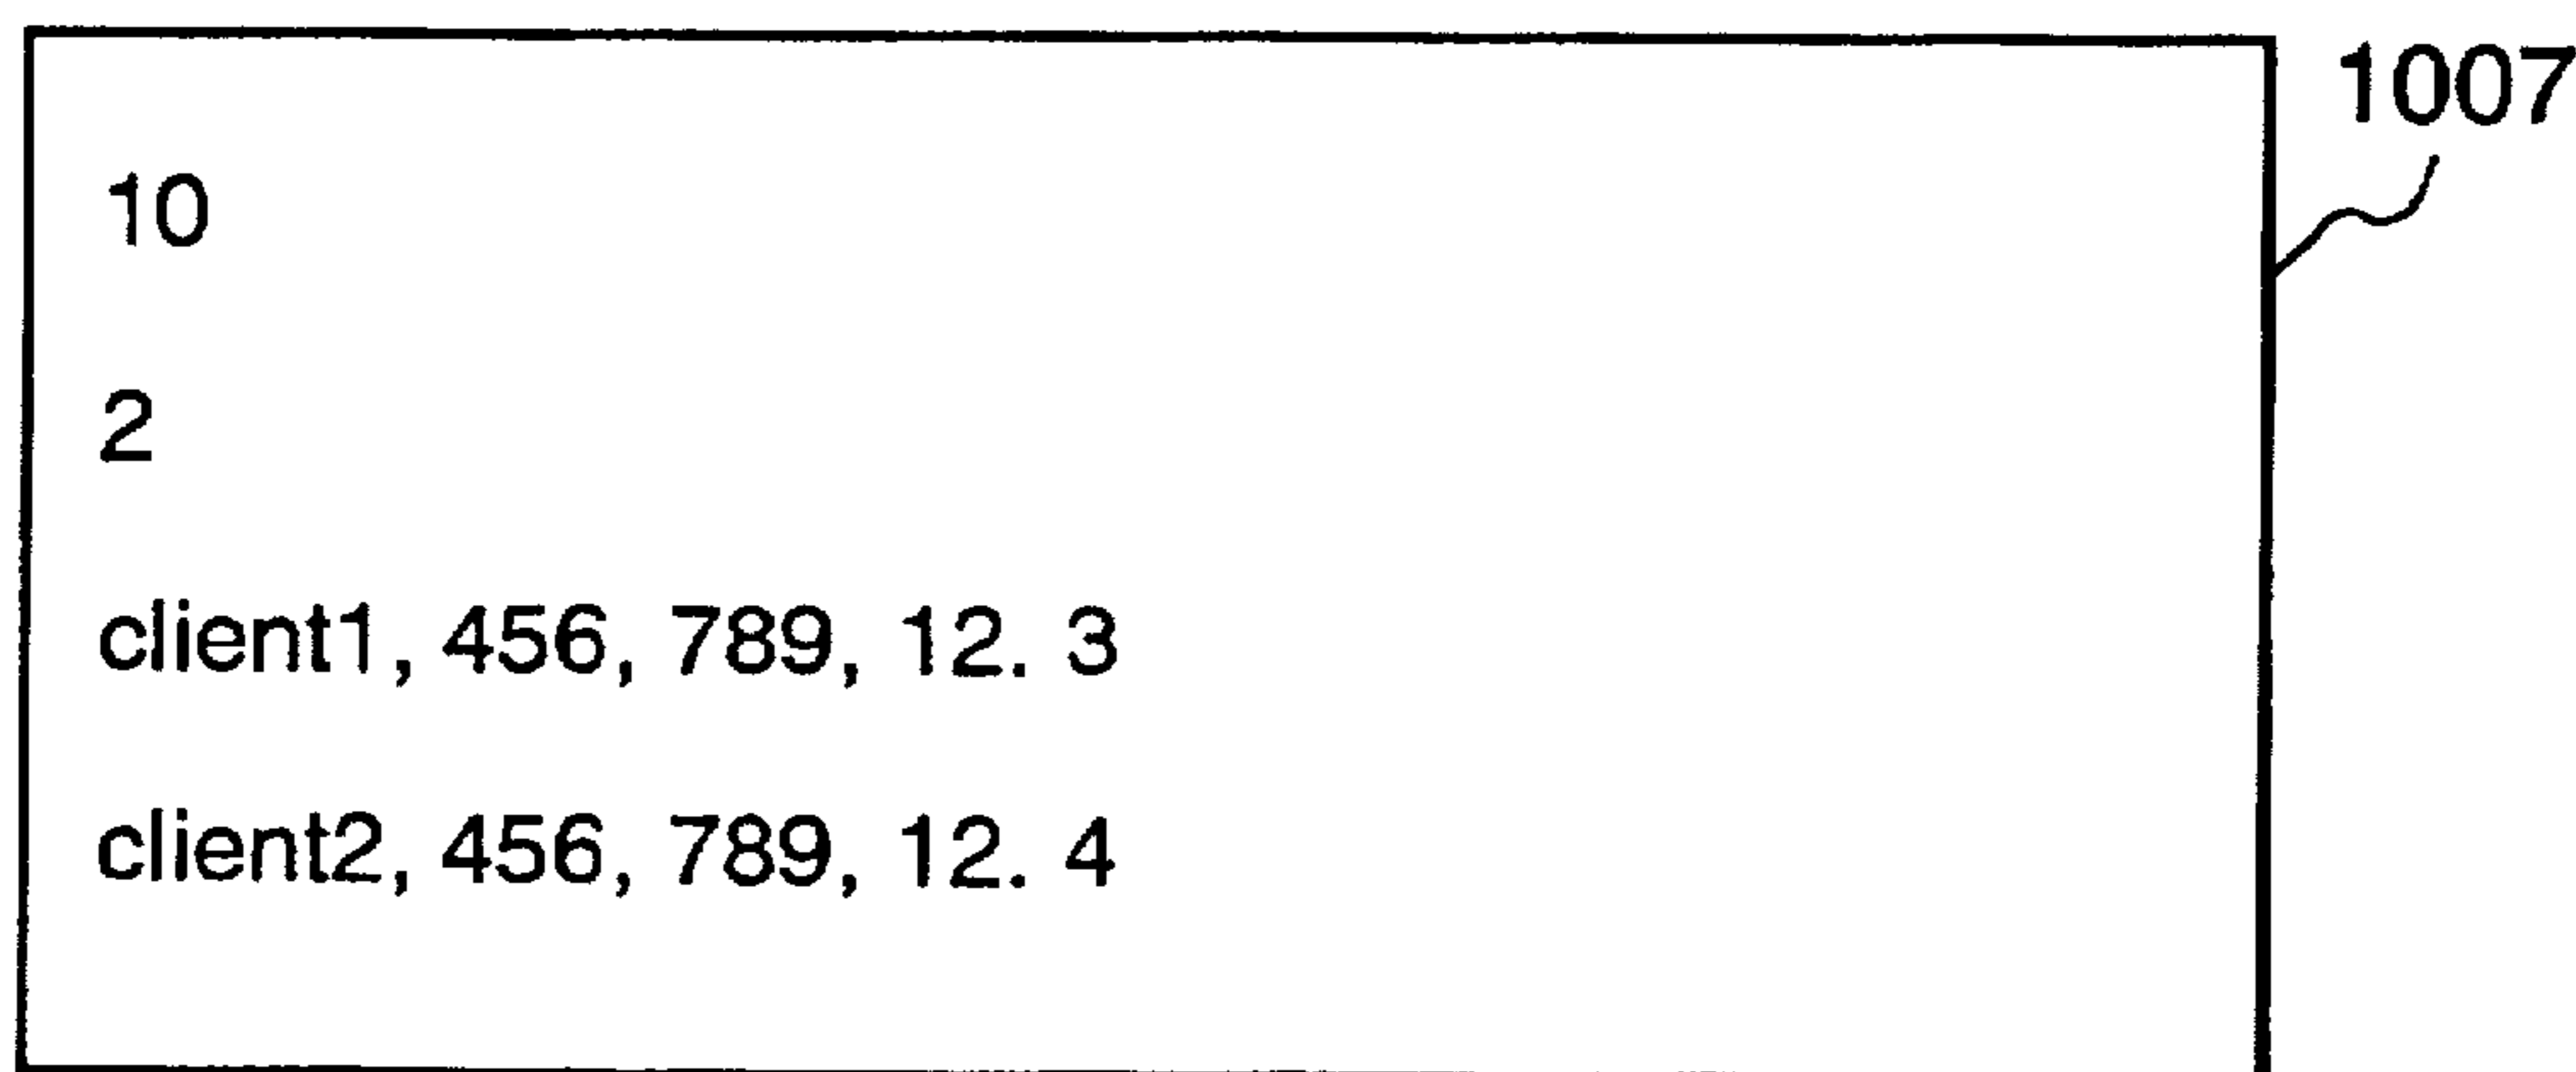 1007
10
2
client1, 456, 789, 12. 3
client2, 456, 789, 12. 4